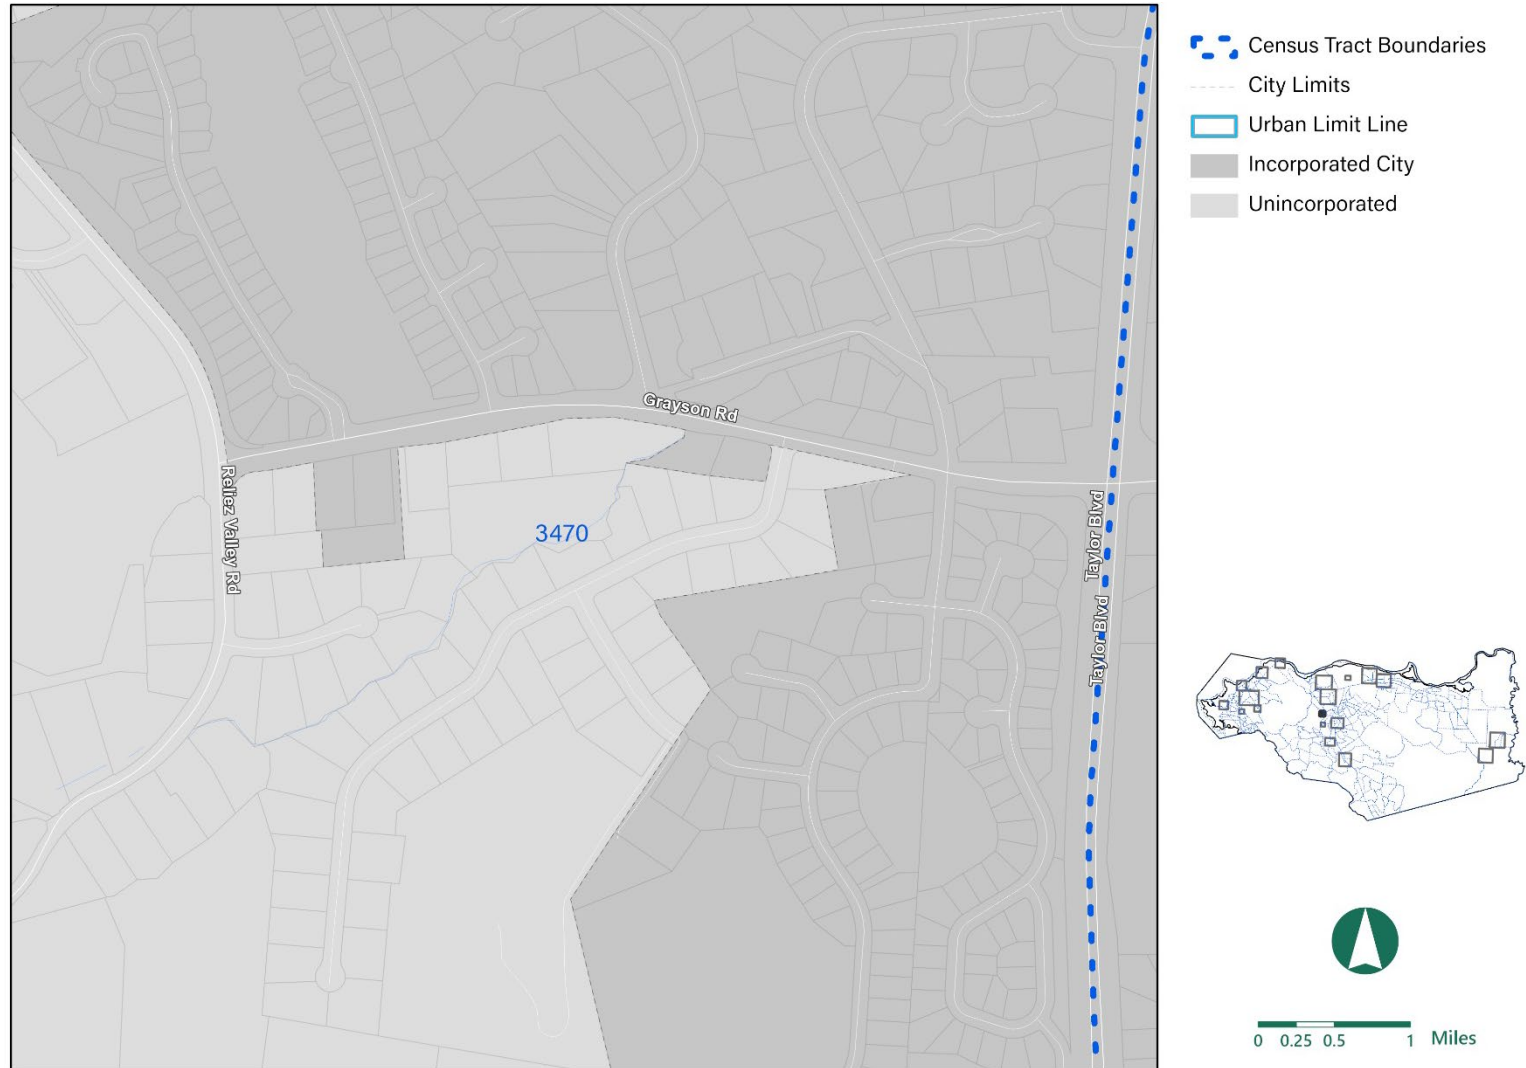 Census Tract Boundaries
City Limits
Urban Limit Line
Incorporated City
Unincorporated
Grayson Rd
Reliez Valley Rd
3470
Taylor Blvd
Taylor Blvd
0 0.25 0.5 1 Miles